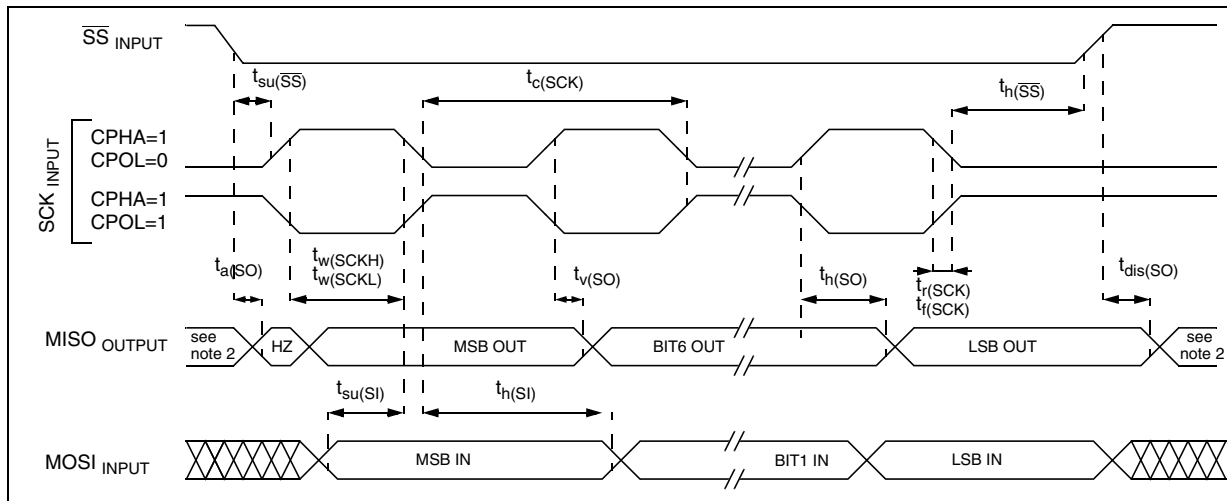 SS INPUT
tsu(SS)
tc(SCK)
th(SS)
SCK INPUT
CPHA=1
CPOL=0
CPHA=1
CPOL=1
ta(SO)
tw(SCKH)
tw(SCKL)
tv(SO)
th(SO)
tr(SCK)
tf(SCK)
tdis(SO)
MISO OUTPUT
see
note 2
HZ
MSB OUT
BIT6 OUT
LSB OUT
see
note 2
tsu(SI)
th(SI)
MOSI INPUT
MSB IN
BIT1 IN
LSB IN